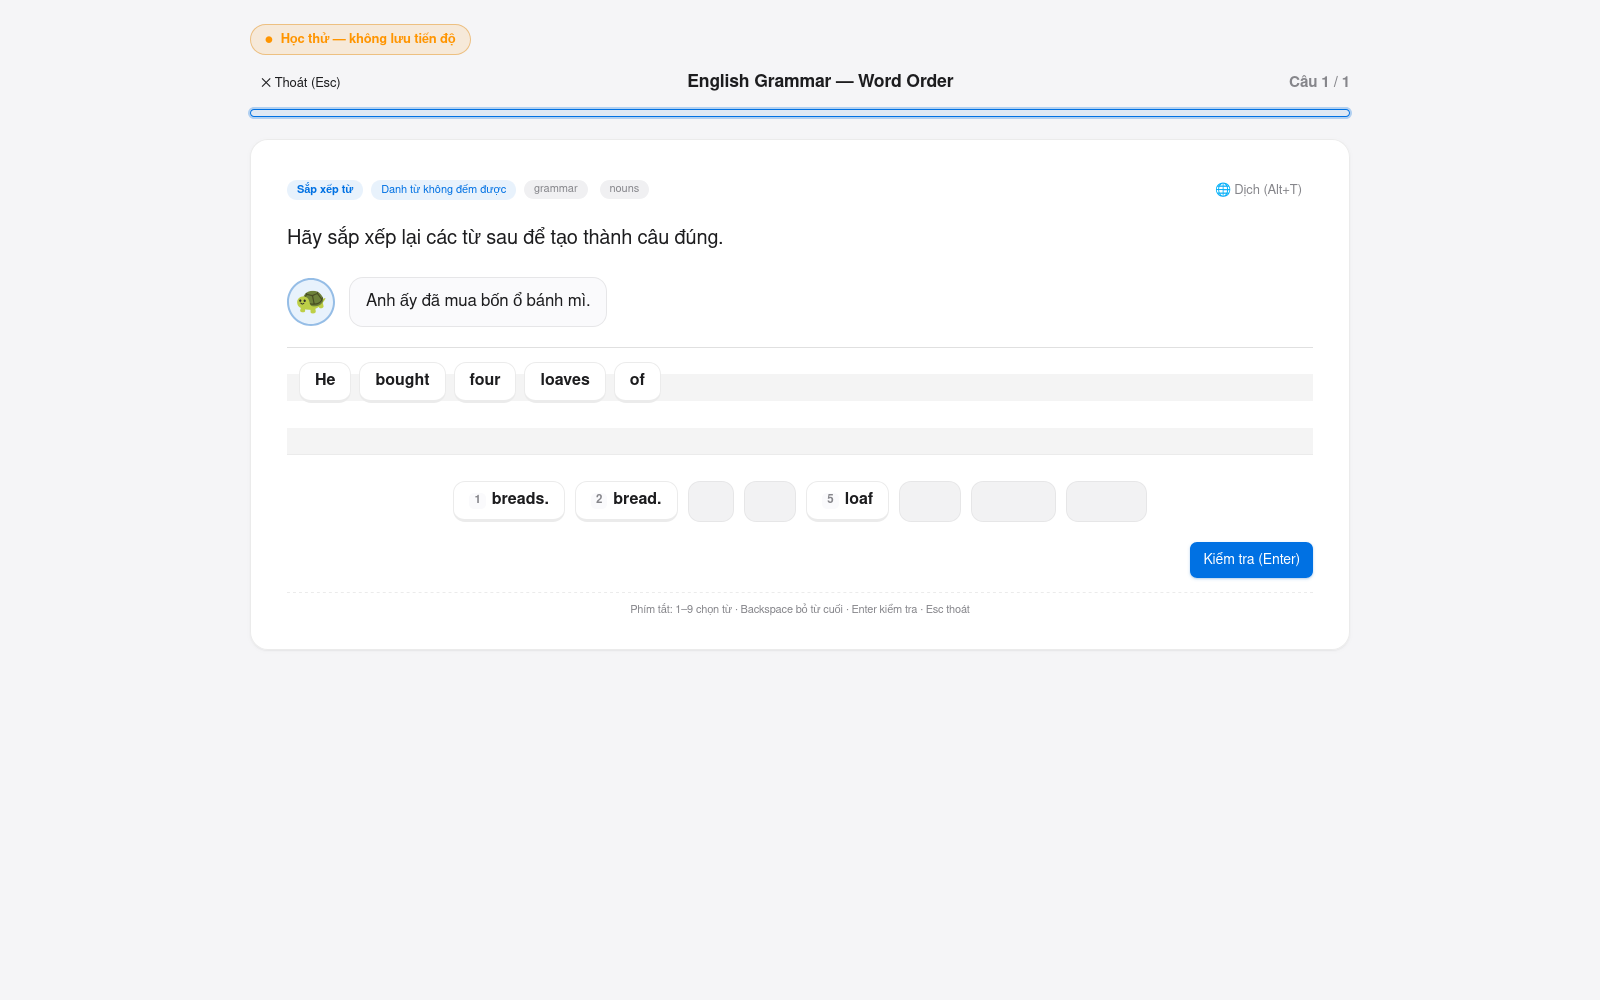 Học thử — không lưu tiến độ
Thoát (Esc)
English Grammar — Word Order
Câu 1 / 1
Sắp xếp từ
Danh từ không đếm được
grammar
nouns
Dịch (Alt+T)
Hãy sắp xếp lại các từ sau để tạo thành câu đúng.
Anh ấy đã mua bốn ổ bánh mì.
He bought four loaves of
1 breads. 2 bread. 5 loaf
Kiểm tra (Enter)
Phím tắt: 1–9 chọn từ · Backspace bỏ từ cuối · Enter kiểm tra · Esc thoát